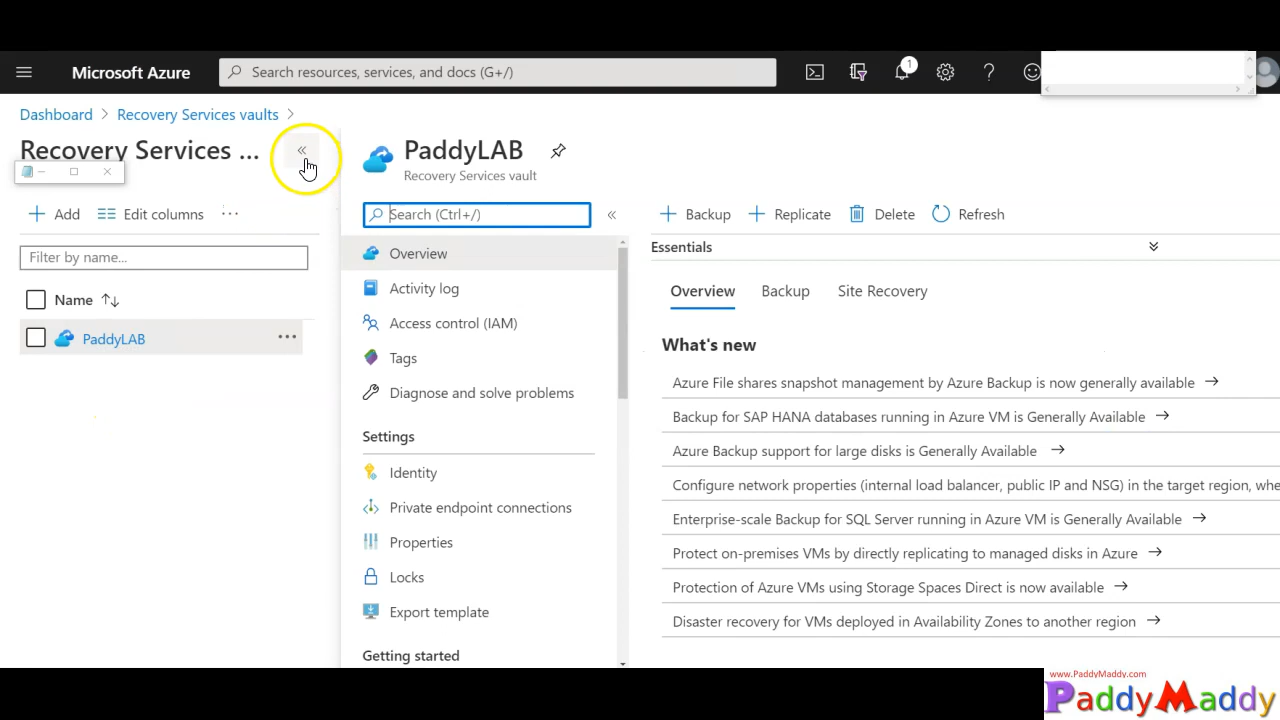 Microsoft Azure
Search resources, services, and docs (G+/)
1
Dashboard > Recovery Services vaults >
Recovery Services ...
«
PaddyLAB
Recovery Services vault
+ Add
Edit columns
...
Filter by name...
Name ↑↓
PaddyLAB
...
Search (Ctrl+/)
«
Overview
Activity log
Access control (IAM)
Tags
Diagnose and solve problems
Settings
Identity
Private endpoint connections
Properties
Locks
Export template
Getting started
+ Backup + Replicate Delete Refresh
Essentials
Overview Backup Site Recovery
What's new
Azure File shares snapshot management by Azure Backup is now generally available →
Backup for SAP HANA databases running in Azure VM is Generally Available →
Azure Backup support for large disks is Generally Available →
Configure network properties (internal load balancer, public IP and NSG) in the target region, whe
Enterprise-scale Backup for SQL Server running in Azure VM is Generally Available →
Protect on-premises VMs by directly replicating to managed disks in Azure →
Protection of Azure VMs using Storage Spaces Direct is now available →
Disaster recovery for VMs deployed in Availability Zones to another region →
www.PaddyMaddy.com
PaddyMaddy